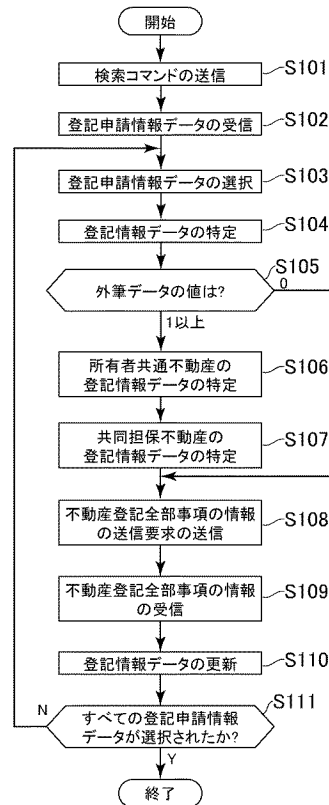 開始
検索コマンドの送信
S101
登記申請情報データの受信
S102
登記申請情報データの選択
S103
登記情報データの特定
S104
外筆データの値は?
S105
0
1以上
所有者共通不動産の
登記情報データの特定
S106
共同担保不動産の
登記情報データの特定
S107
不動産登記全部事項の情報
の送信要求の送信
S108
不動産登記全部事項の情報
の受信
S109
登記情報データの更新
S110
すべての登記申請情報
データが選択されたか?
S111
N
Y
終了